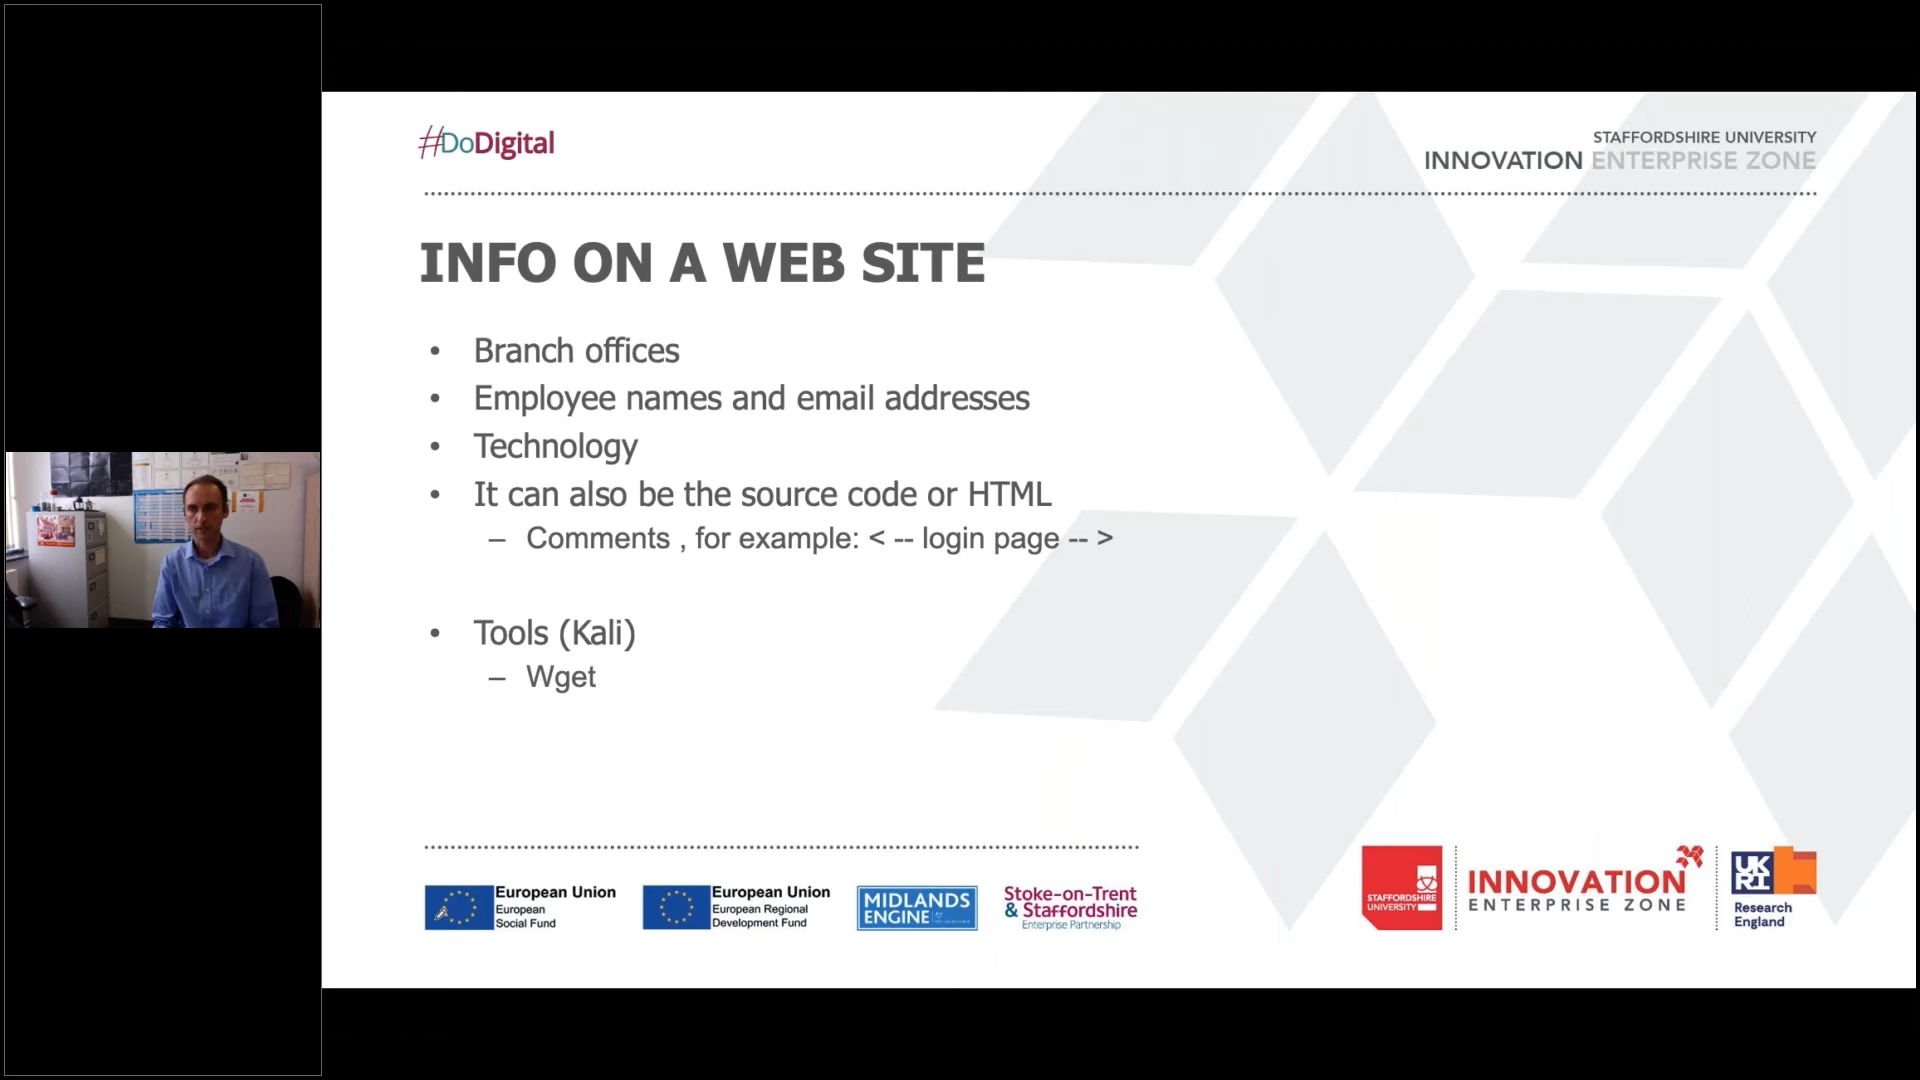 #DoDigital
STAFFORDSHIRE UNIVERSITY
INNOVATION ENTERPRISE ZONE
INFO ON A WEB SITE
• Branch offices
• Employee names and email addresses
• Technology
• It can also be the source code or HTML
– Comments , for example: < -- login page -- >
• Tools (Kali)
– Wget
European Union
European
Social Fund
European Union
European Regional
Development Fund
MIDLANDS
ENGINE
Stoke-on-Trent
& Staffordshire
Enterprise Partnership
STAFFORDSHIRE
UNIVERSITY
INNOVATION
ENTERPRISE ZONE
UK
RI
Research
England